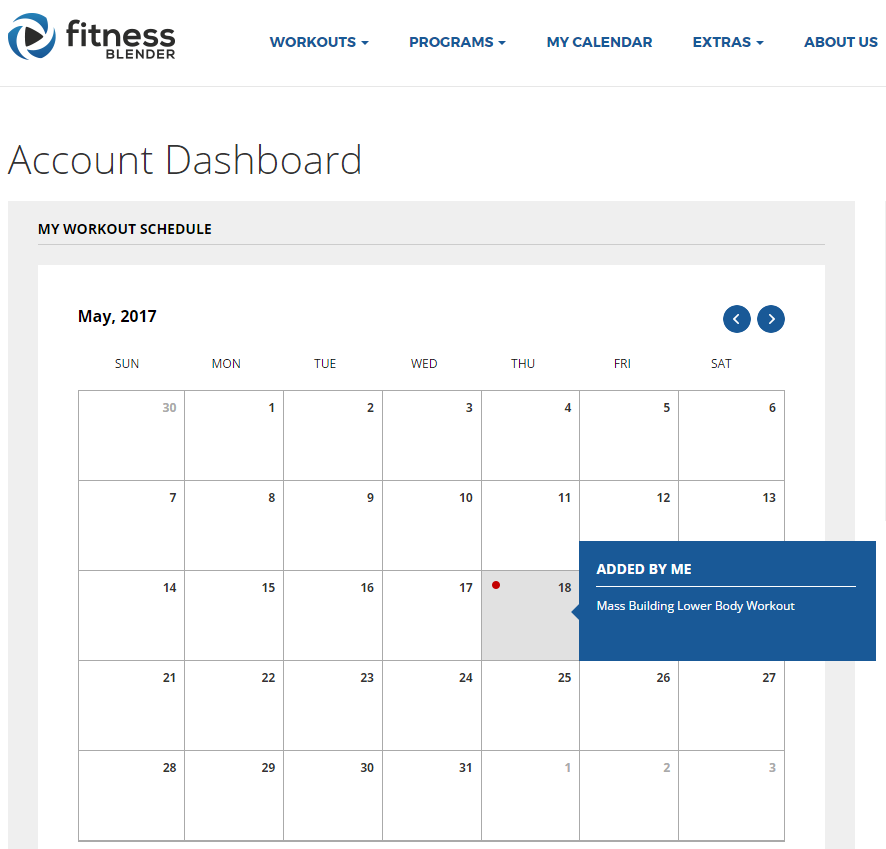 fitness
BLENDER
WORKOUTS PROGRAMS MY CALENDAR EXTRAS ABOUT US
Account Dashboard
MY WORKOUT SCHEDULE
May, 2017
SUN MON TUE WED THU FRI SAT
30 1 2 3 4 5 6
7 8 9 10 11 12 13
14 15 16 17 18
ADDED BY ME
Mass Building Lower Body Workout
21 22 23 24 25 26 27
28 29 30 31 1 2 3